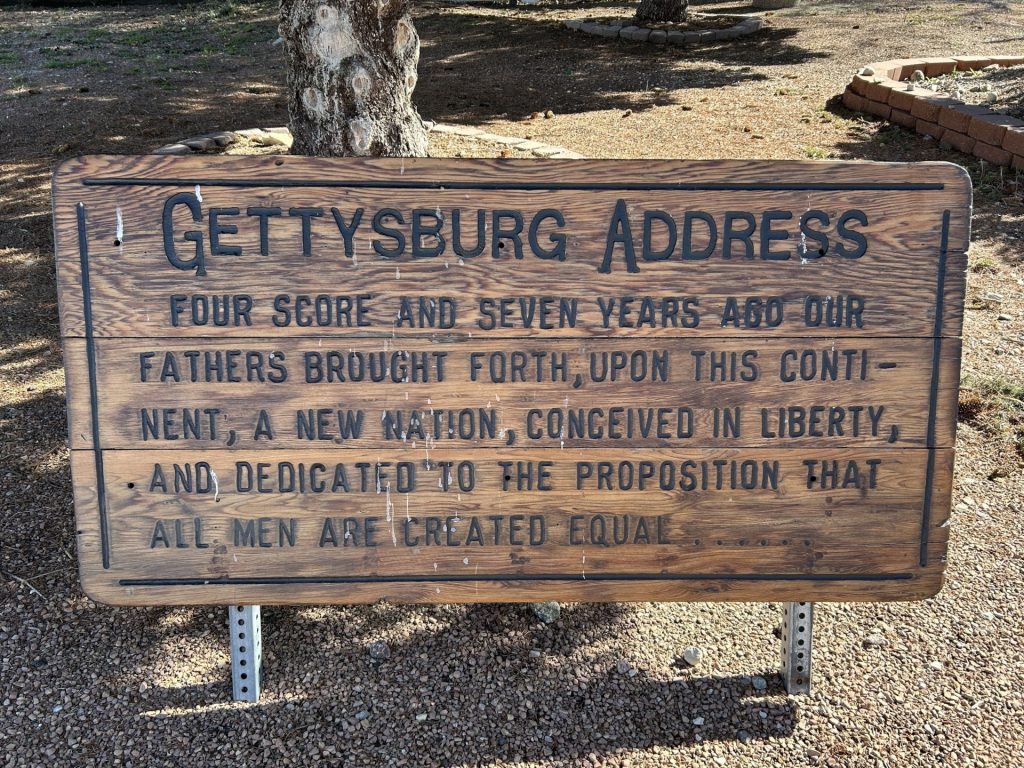 GETTYSBURG ADDRESS
FOUR SCORE AND SEVEN YEARS AGO OUR
FATHERS BROUGHT FORTH, UPON THIS CONTI-
NENT, A NEW NATION, CONCEIVED IN LIBERTY,
AND DEDICATED TO THE PROPOSITION THAT
ALL MEN ARE CREATED EQUAL ......